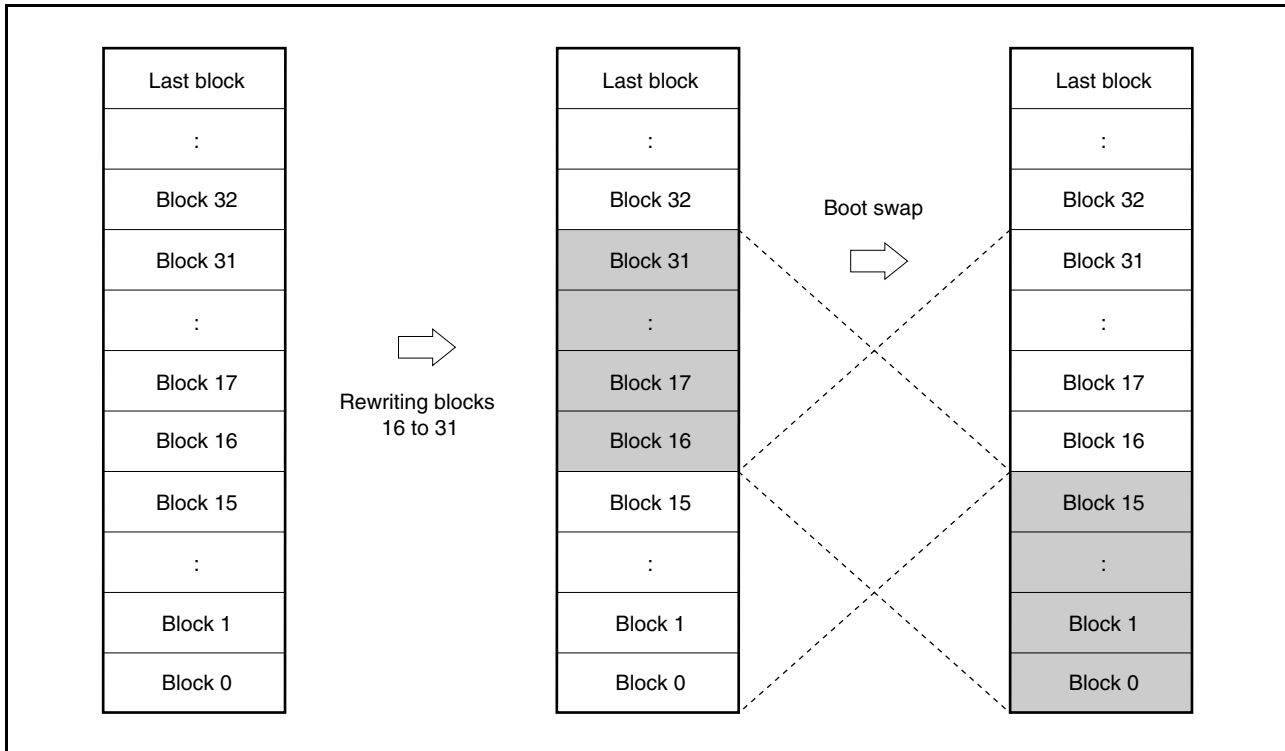 Last block
:
Block 32
Block 31
:
Block 17
Block 16
Block 15
:
Block 1
Block 0
Rewriting blocks
16 to 31
Last block
:
Block 32
Block 31
:
Block 17
Block 16
Block 15
:
Block 1
Block 0
Boot swap
Last block
:
Block 32
Block 31
:
Block 17
Block 16
Block 15
:
Block 1
Block 0